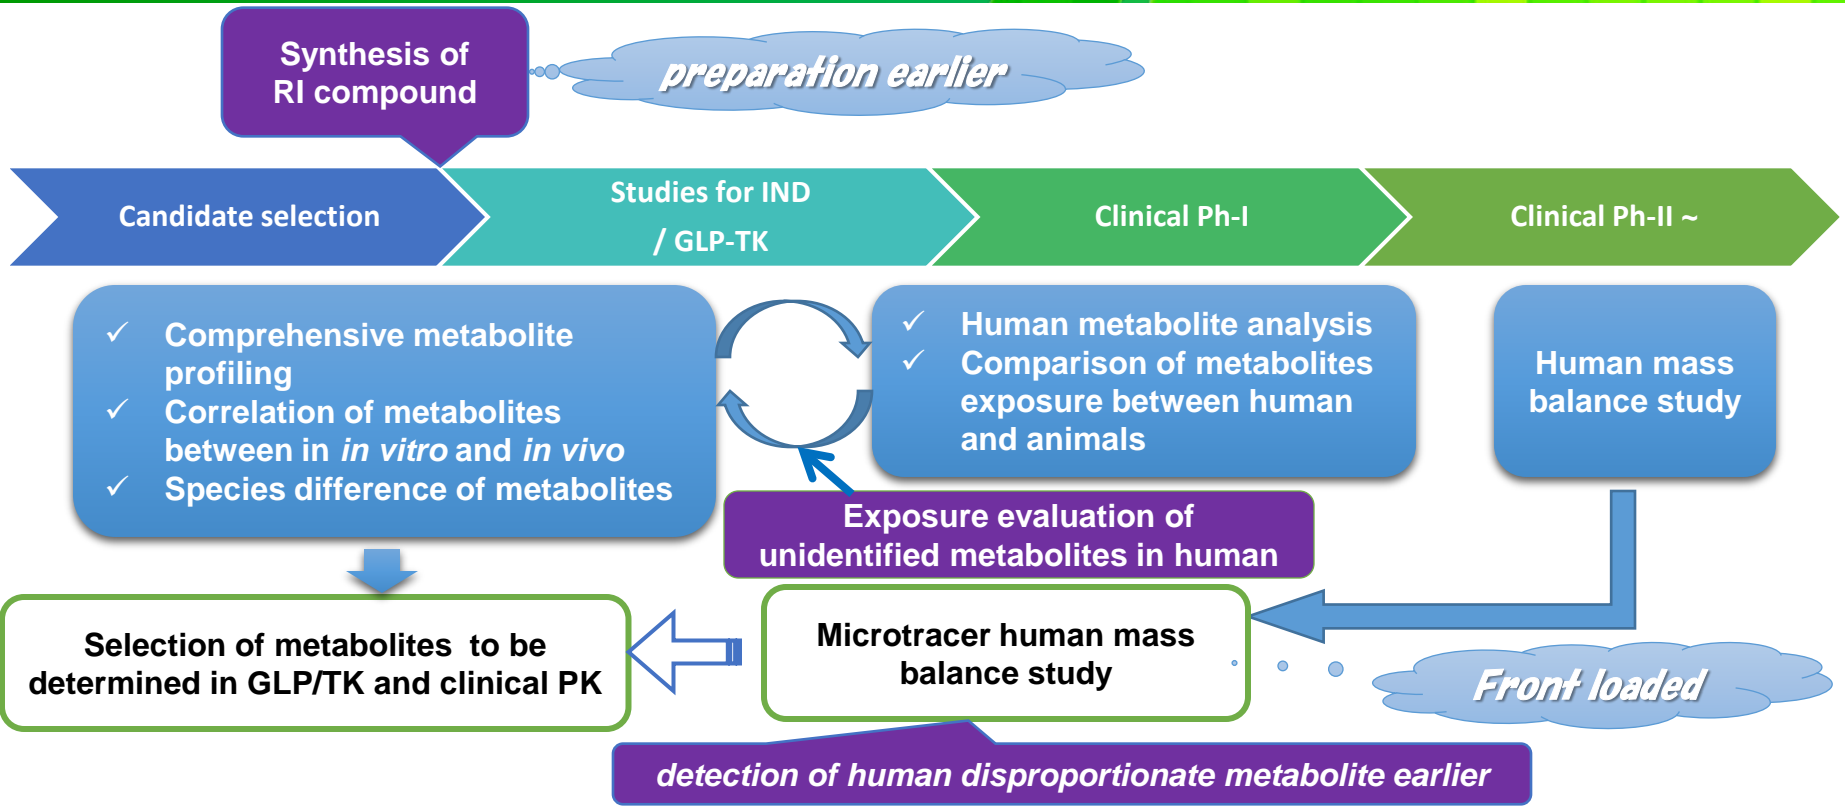 Synthesis of
RI compound
preparation earlier
Candidate selection
Studies for IND
/ GLP-TK
Clinical Ph-I
Clinical Ph-II ~
✓ Comprehensive metabolite
profiling
✓ Correlation of metabolites
between in in vitro and in vivo
✓ Species difference of metabolites
✓ Human metabolite analysis
✓ Comparison of metabolites
exposure between human
and animals
Human mass
balance study
Exposure evaluation of
unidentified metabolites in human
Selection of metabolites to be
determined in GLP/TK and clinical PK
Microtracer human mass
balance study
Front loaded
detection of human disproportionate metabolite earlier